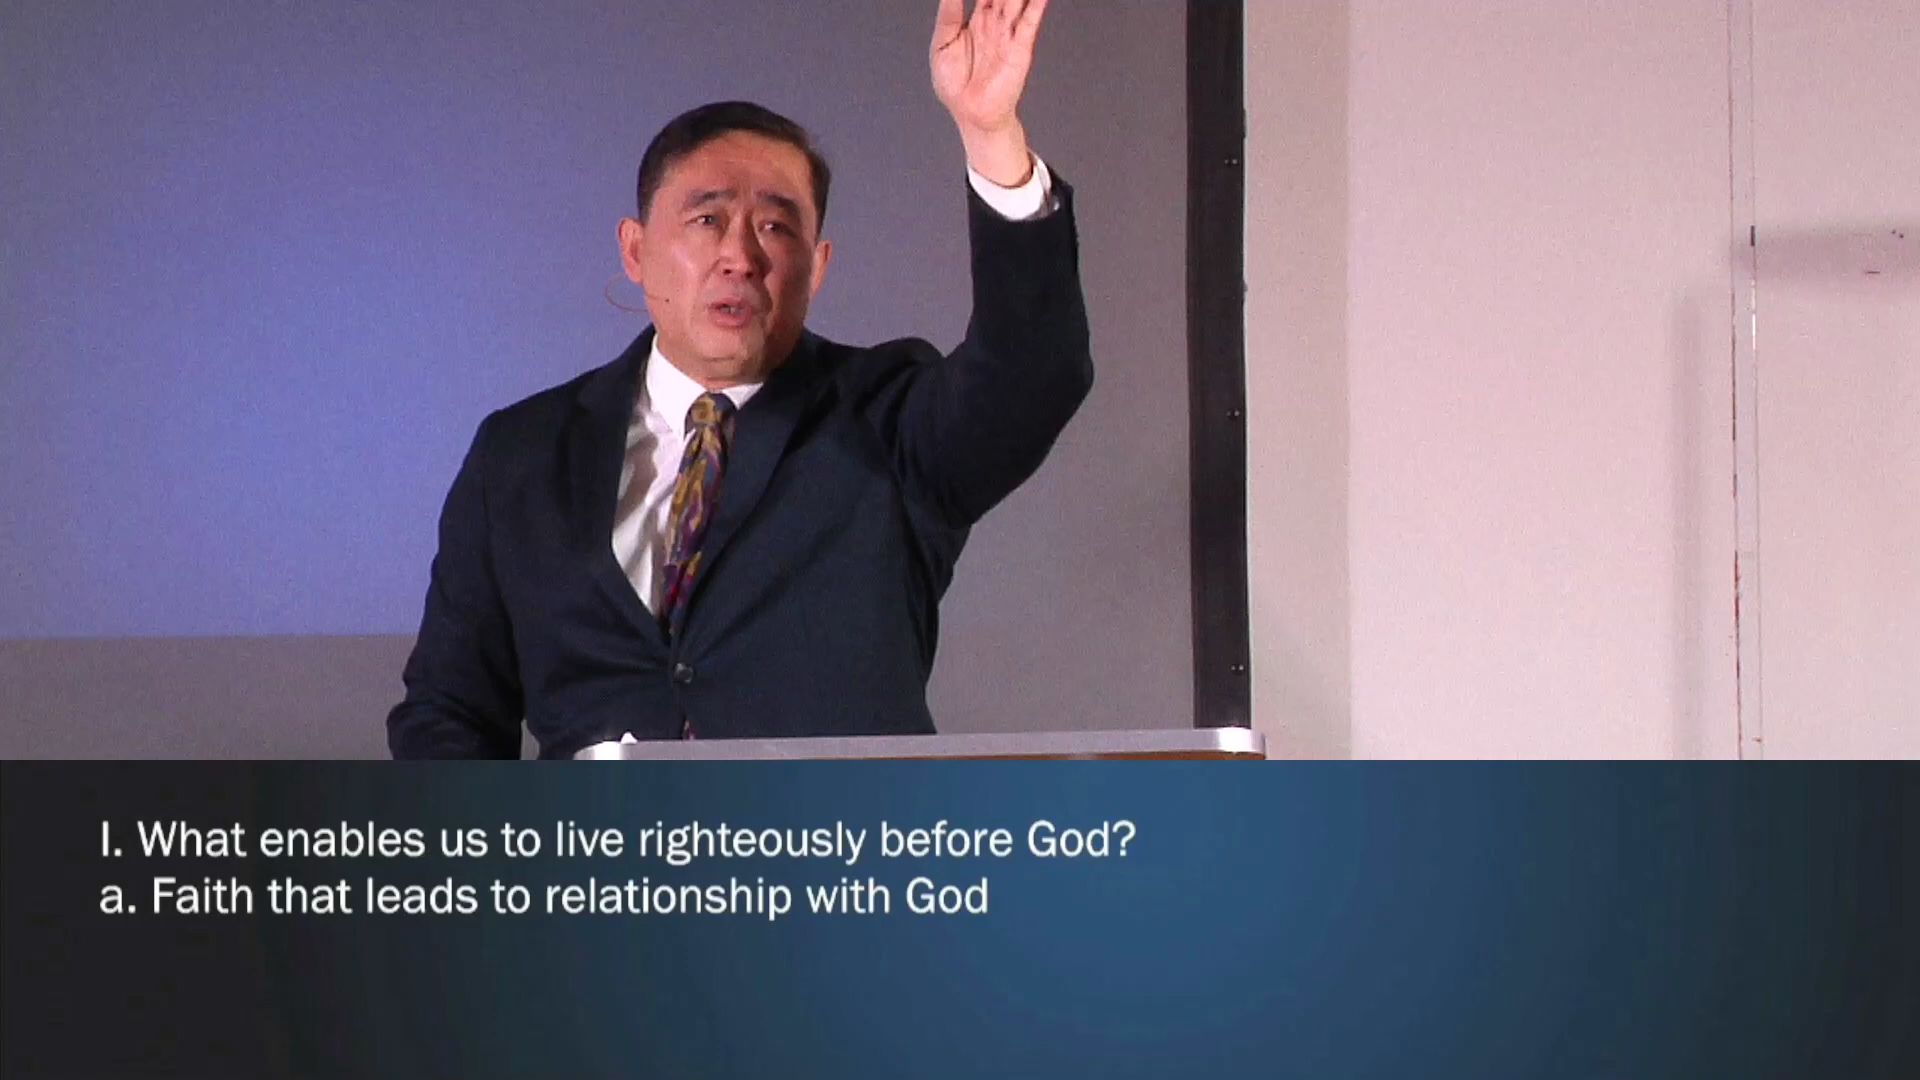 I. What enables us to live righteously before God?
a. Faith that leads to relationship with God